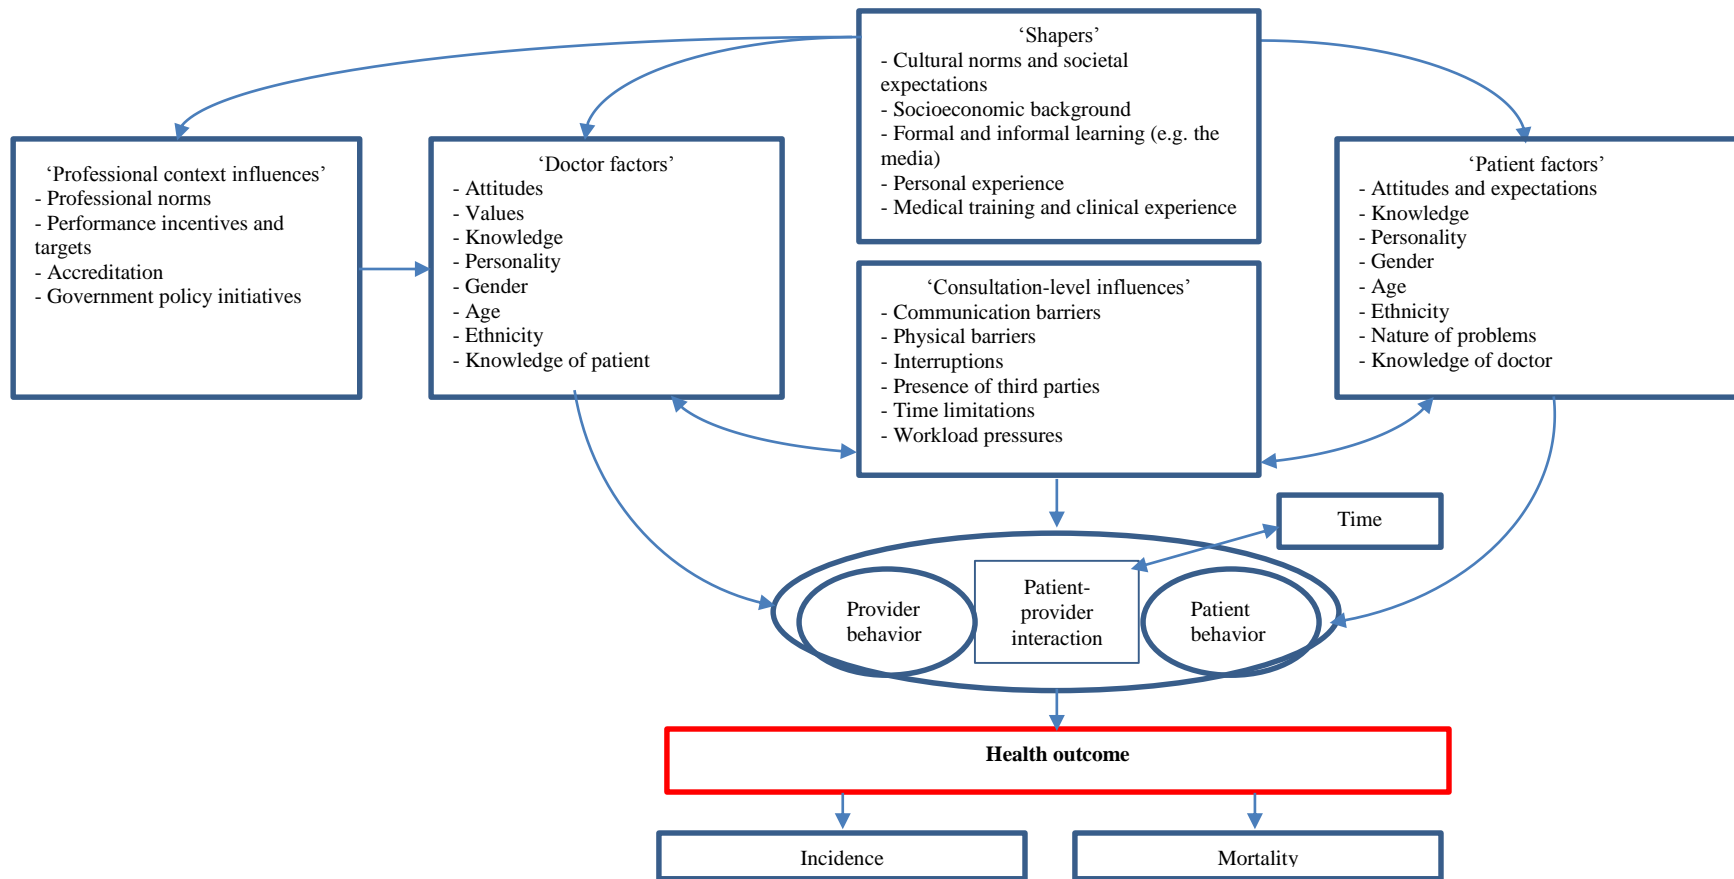 ‘Shapers’
- Cultural norms and societal
expectations
- Socioeconomic background
- Formal and informal learning (e.g. the
media)
- Personal experience
- Medical training and clinical experience
‘Professional context influences’
- Professional norms
- Performance incentives and
targets
- Accreditation
- Government policy initiatives
‘Doctor factors’
- Attitudes
- Values
- Knowledge
- Personality
- Gender
- Age
- Ethnicity
- Knowledge of patient
‘Patient factors’
- Attitudes and expectations
- Knowledge
- Personality
- Gender
- Age
- Ethnicity
- Nature of problems
- Knowledge of doctor
‘Consultation-level influences’
- Communication barriers
- Physical barriers
- Interruptions
- Presence of third parties
- Time limitations
- Workload pressures
Time
Provider
behavior
Patient-
provider
interaction
Patient
behavior
Health outcome
Incidence
Mortality